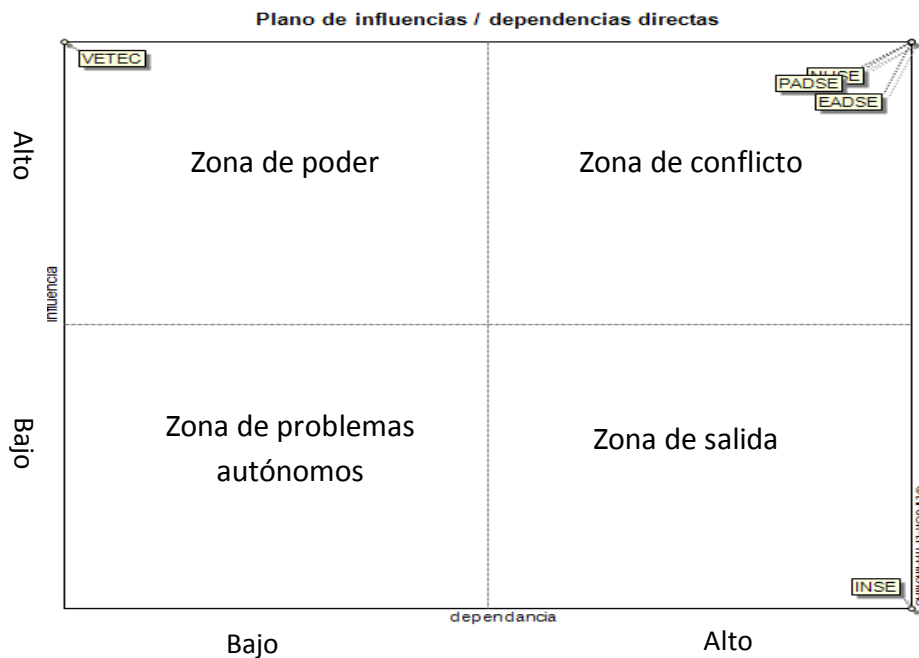 Plano de influencias / dependencias directas
VETEC
PADSE
EADSE
Alto
Zona de poder
Zona de conflicto
influencia
Bajo
Zona de problemas
autónomos
Zona de salida
INSE
dependancia
Bajo
Alto